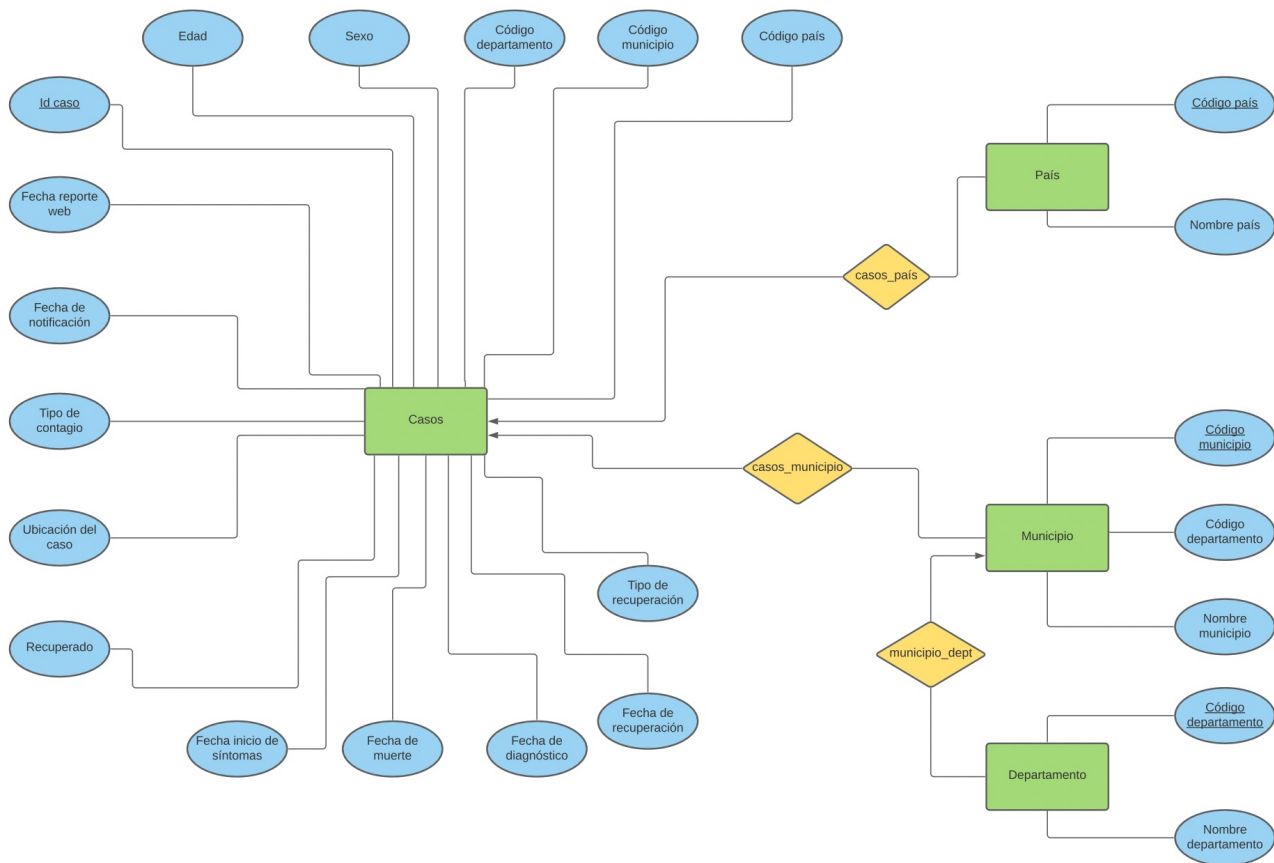 Edad
Sexo
Código
departamento
Código
municipio
Código país
Id caso
Código país
País
Fecha reporte
web
Nombre país
casos_país
Fecha de
notificación
Tipo de
contagio
Casos
Código
municipio
casos_municipio
Ubicación del
caso
Municipio
Código
departamento
Tipo de
recuperación
Nombre
municipio
Recuperado
municipio_dept
Fecha de
recuperación
Código
departamento
Fecha inicio de
síntomas
Fecha de
muerte
Fecha de
diagnóstico
Departamento
Nombre
departamento